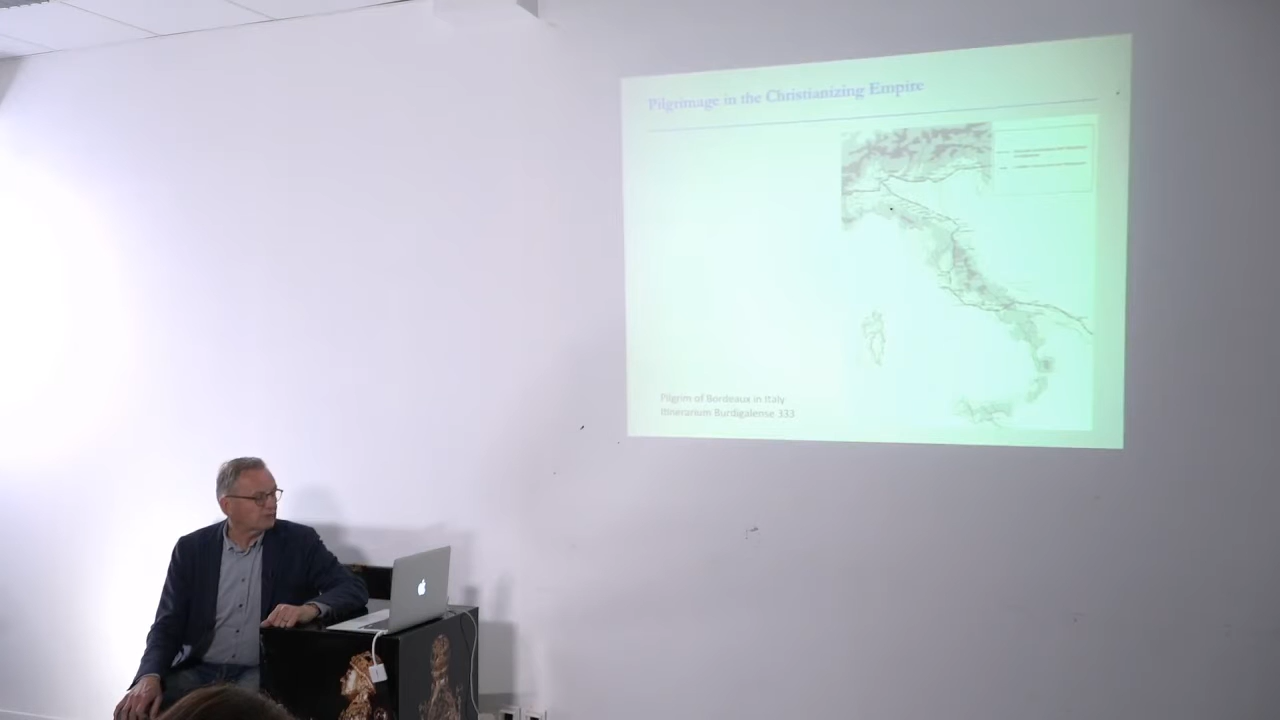 Pilgrimage in the Christianizing Empire
Pilgrim of Bordeaux in Italy
Itinerarium Burdigalense 333